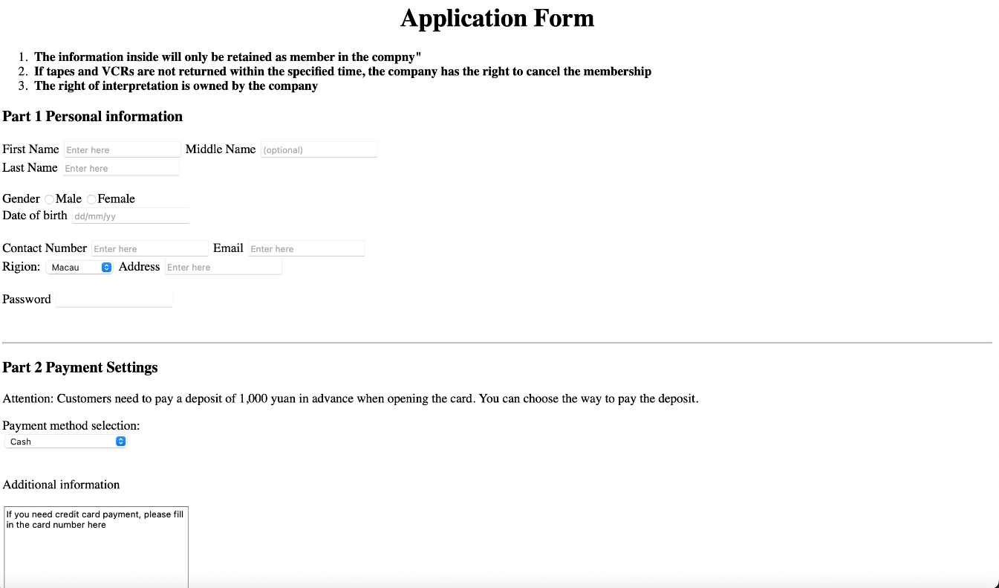 Application Form
1. The information inside will only be retained as member in the compny"
2. If tapes and VCRs are not returned within the specified time, the company has the right to cancel the membership
3. The right of interpretation is owned by the company
Part 1 Personal information
First Name Enter here Middle Name (optional)
Last Name Enter here
Gender Male Female
Date of birth dd/mm/yy
Contact Number Enter here Email Enter here
Rigion: Macau Address Enter here
Password
Part 2 Payment Settings
Attention: Customers need to pay a deposit of 1,000 yuan in advance when opening the card. You can choose the way to pay the deposit.
Payment method selection:
Cash
Additional information
If you need credit card payment, please fill
in the card number here